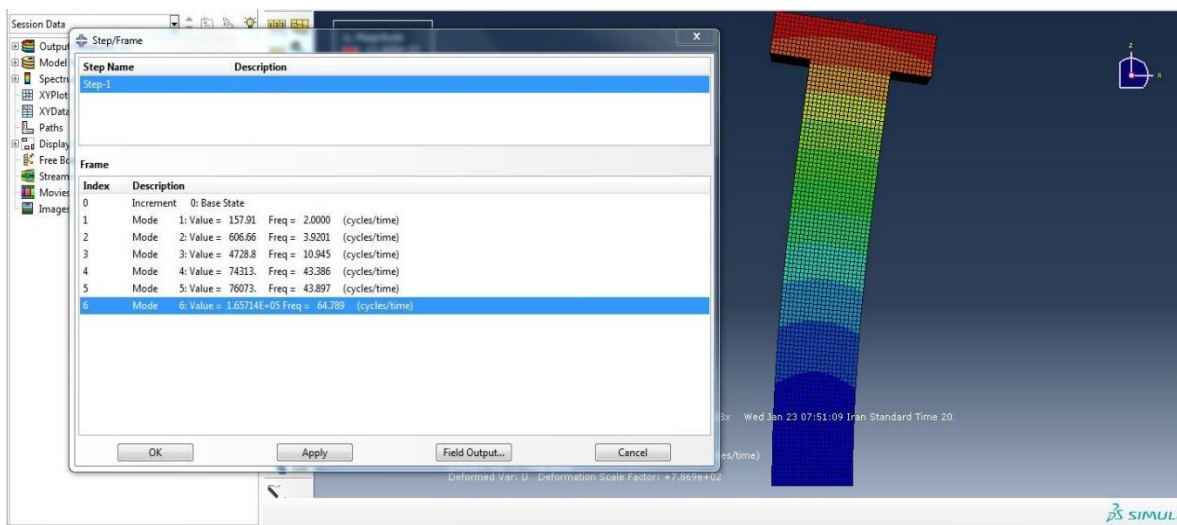 Session Data
Step/Frame
X
Outpu
Model
Spectru
XYPlot
XYData
Paths
Display
Free Bo
Stream
Movies
Images
Step Name Description
Step-1
Frame
Index Description
0 Increment 0: Base State
1 Mode 1: Value = 157.91 Freq = 2.0000 (cycles/time)
2 Mode 2: Value = 606.66 Freq = 3.9201 (cycles/time)
3 Mode 3: Value = 4728.8 Freq = 10.945 (cycles/time)
4 Mode 4: Value = 74313. Freq = 43.386 (cycles/time)
5 Mode 5: Value = 76073. Freq = 43.897 (cycles/time)
6 Mode 6: Value = 1.65714E+05 Freq = 64.789 (cycles/time)
OK Apply Field Output... Cancel
z
x
3x Wed Jan 23 07:51:09 Iran Standard Time 20
es/time)
Deformed Var: U Deformation Scale Factor: +7.869e+02
SIMUL